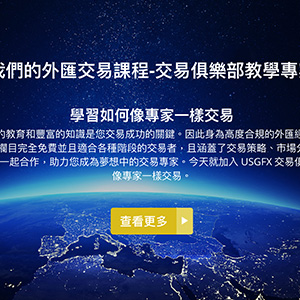 我們的外匯交易課程-交易俱樂部教學專
學習如何像專家一樣交易
的教育和豐富的知識是您交易成功的關鍵。因此身為高度合規的外匯經
欄目完全免費並且適合各種階段的交易者，且涵蓋了交易策略、市場分
一起合作，助力您成為夢想中的交易專家。今天就加入 USGFX 交易俱
像專家一樣交易。
查看更多